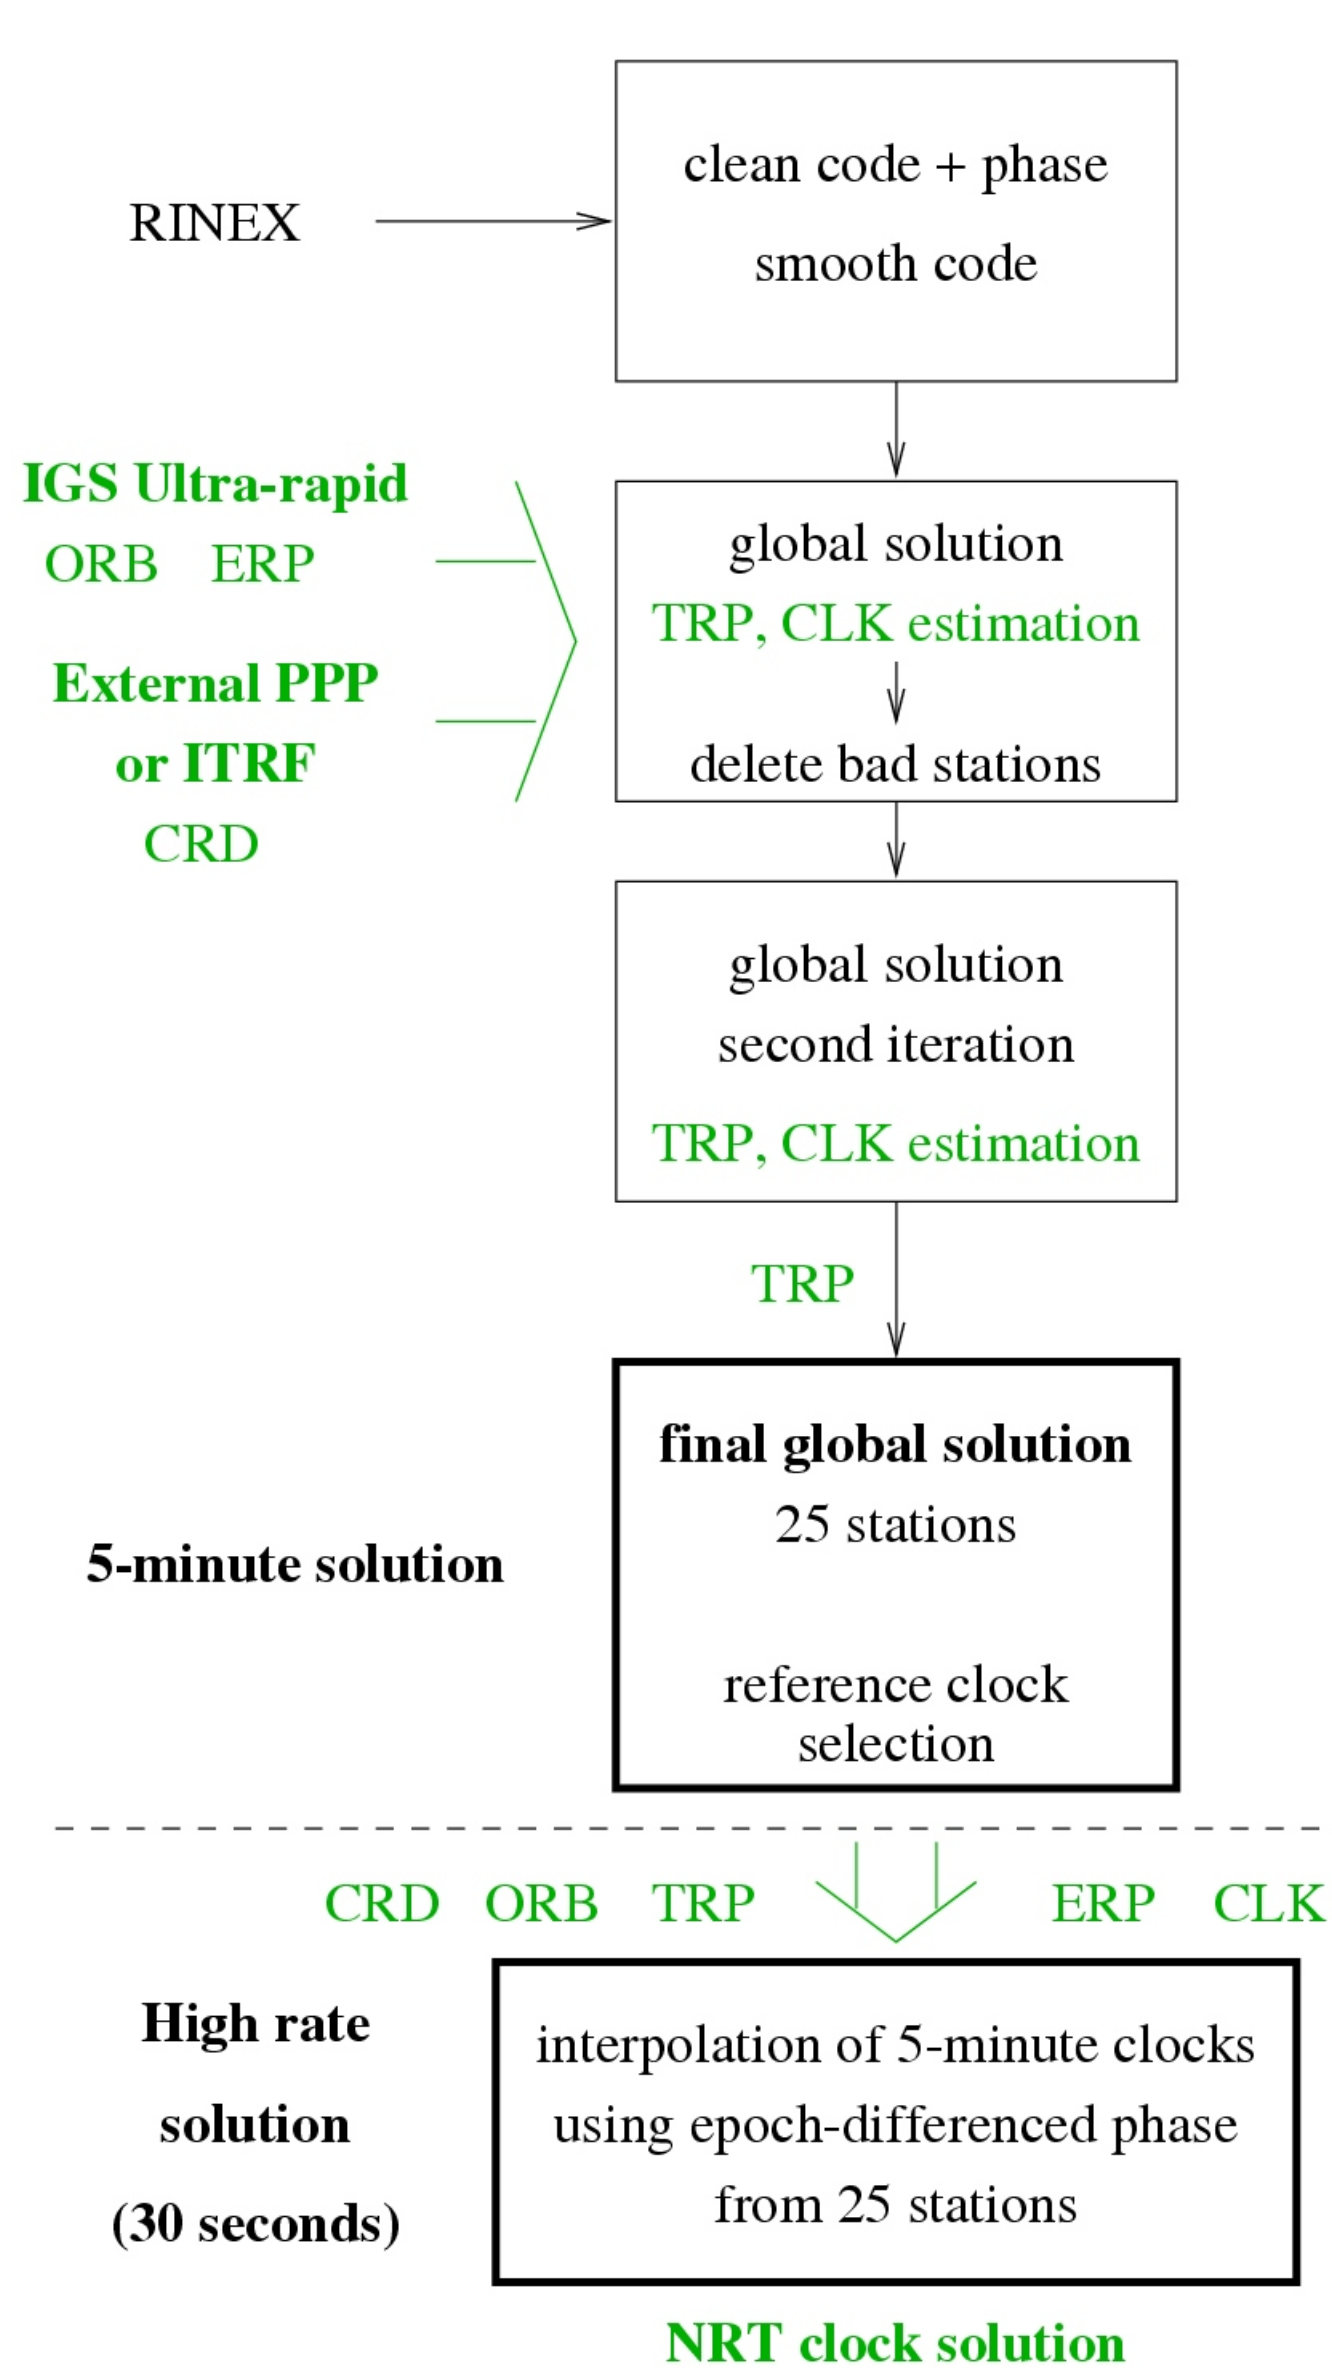 clean code + phase
RINEX
smooth code
IGS Ultra-rapid
ORB ERP
External PPP
or ITRF
CRD
global solution
TRP, CLK estimation
delete bad stations
global solution
second iteration
TRP, CLK estimation
TRP
final global solution
25 stations
5-minute solution
reference clock
selection
CRD ORB TRP ERP CLK
High rate
solution
(30 seconds)
interpolation of 5-minute clocks
using epoch-differenced phase
from 25 stations
NRT clock solution